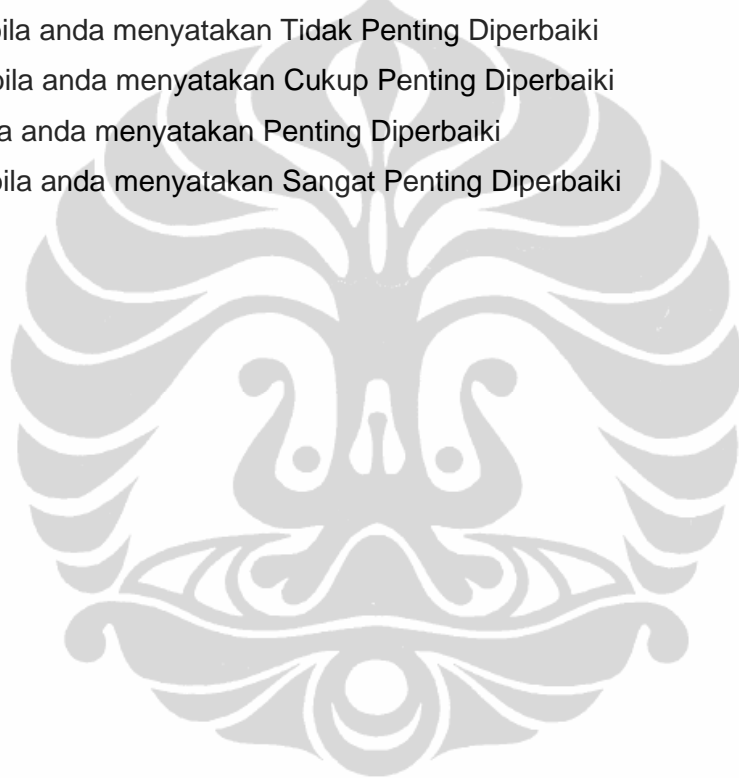 bila anda menyatakan Tidak Penting Diperbaiki
bila anda menyatakan Cukup Penting Diperbaiki
a anda menyatakan Penting Diperbaiki
bila anda menyatakan Sangat Penting Diperbaiki